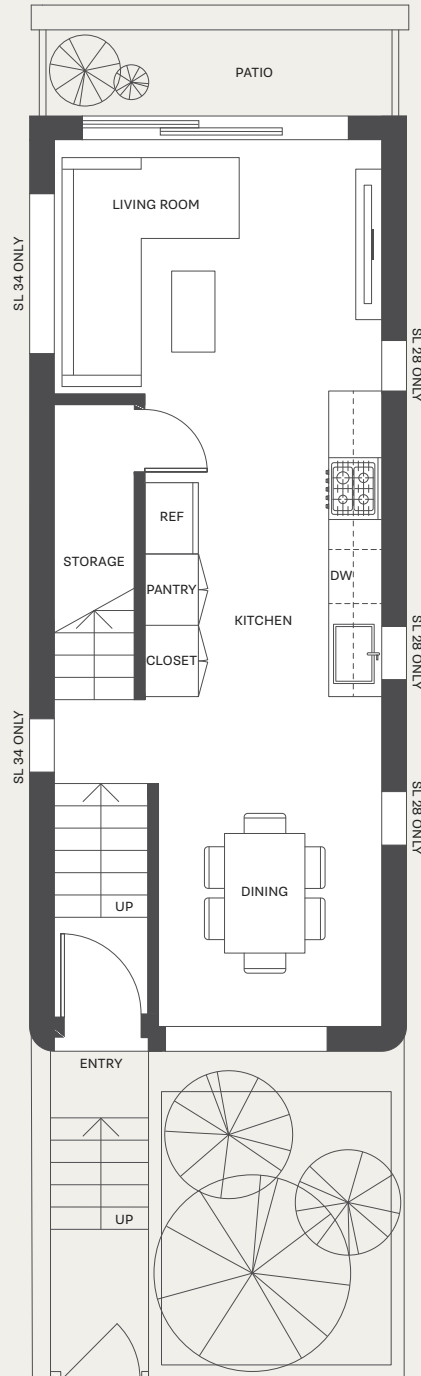 PATIO
LIVING ROOM
SL 34 ONLY
SL 28 ONLY
REF
STORAGE
DW
PANTRY
KITCHEN
CLOSET
SL 28 ONLY
SL 34 ONLY
SL 28 ONLY
DINING
UP
ENTRY
UP